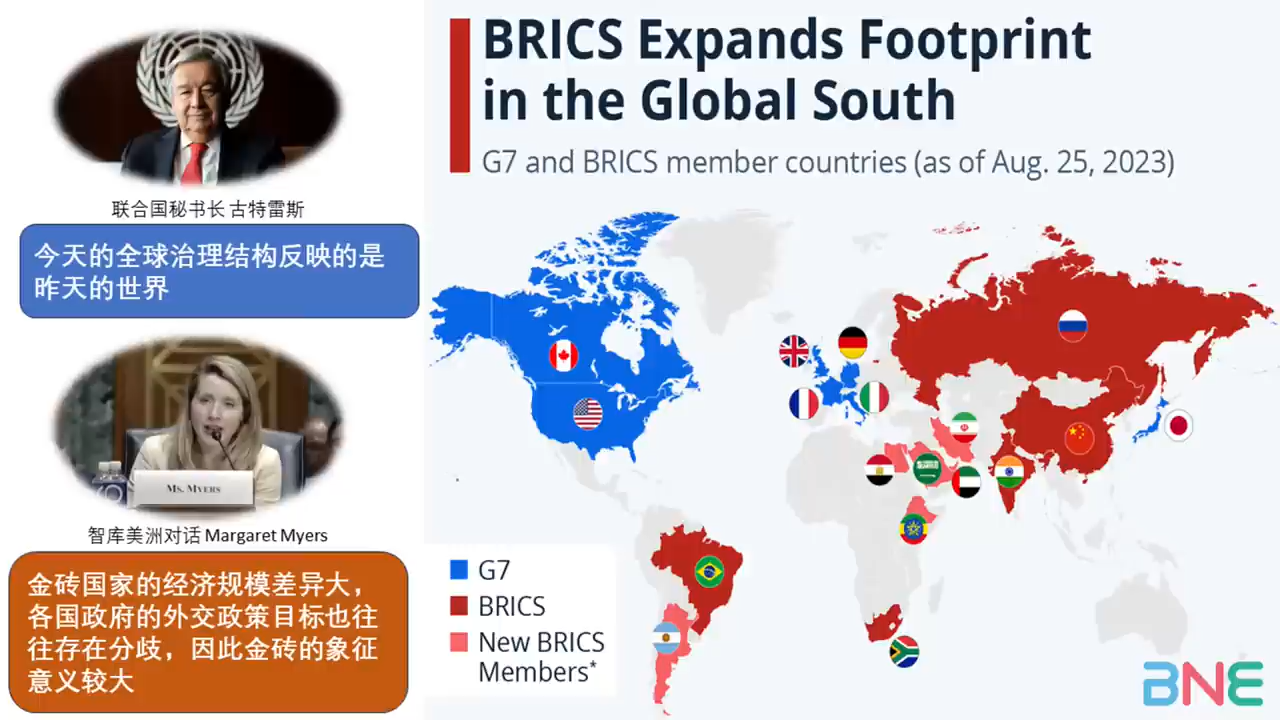 联合国秘书长 古特雷斯
今天的全球治理结构反映的是
昨天的世界
MS. MYERS
智库美洲对话 Margaret Myers
金砖国家的经济规模差异大，
各国政府的外交政策目标也往
往存在分歧，因此金砖的象征
意义较大
BRICS Expands Footprint
in the Global South
G7 and BRICS member countries (as of Aug. 25, 2023)
G7
BRICS
New BRICS
Members*
BNE